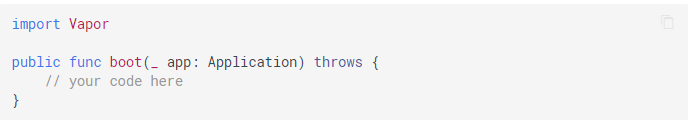 import Vapor
public func boot(_ app: Application) throws {
// your code here
}